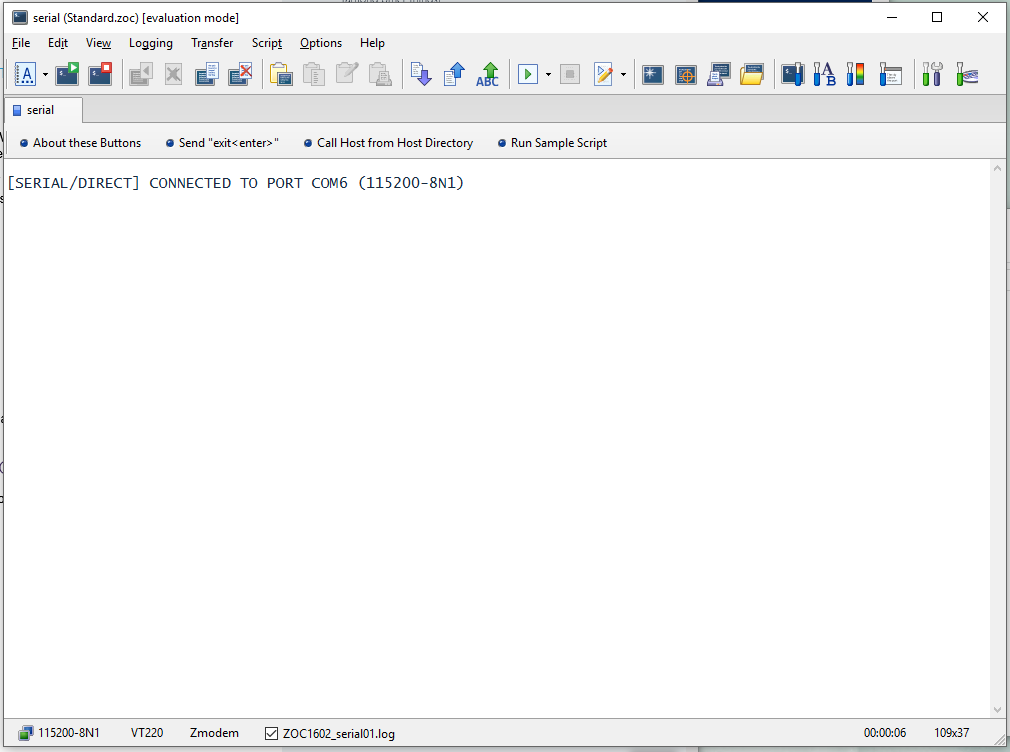 serial (Standard.zoc) [evaluation mode]
File Edit View Logging Transfer Script Options Help
A ABC A B
serial
About these Buttons Send "exit<enter>" Call Host from Host Directory Run Sample Script
[SERIAL/DIRECT] CONNECTED TO PORT COM6 (115200-8N1)
115200-8N1 VT220 Zmodem ZOC1602_serial01.log 00:00:06 109x37